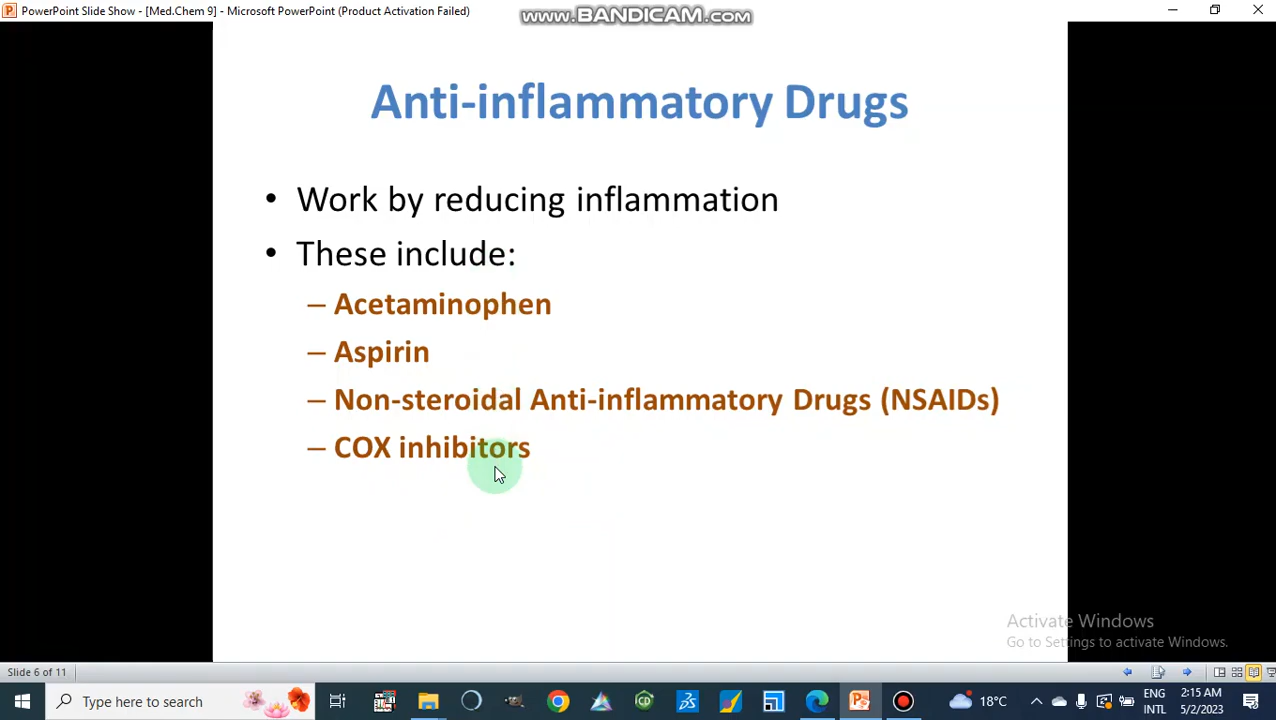 PowerPoint Slide Show - [Med.Chem 9] - Microsoft PowerPoint (Product Activation Failed)
www.BANDICAM.com
Anti-inflammatory Drugs
• Work by reducing inflammation
• These include:
– Acetaminophen
– Aspirin
– Non-steroidal Anti-inflammatory Drugs (NSAIDs)
– COX inhibitors
Activate Windows
Go to Settings to activate Windows.
Slide 6 of 11
Type here to search
CD
18°C
ENG
INTL
2:15 AM
5/2/2023